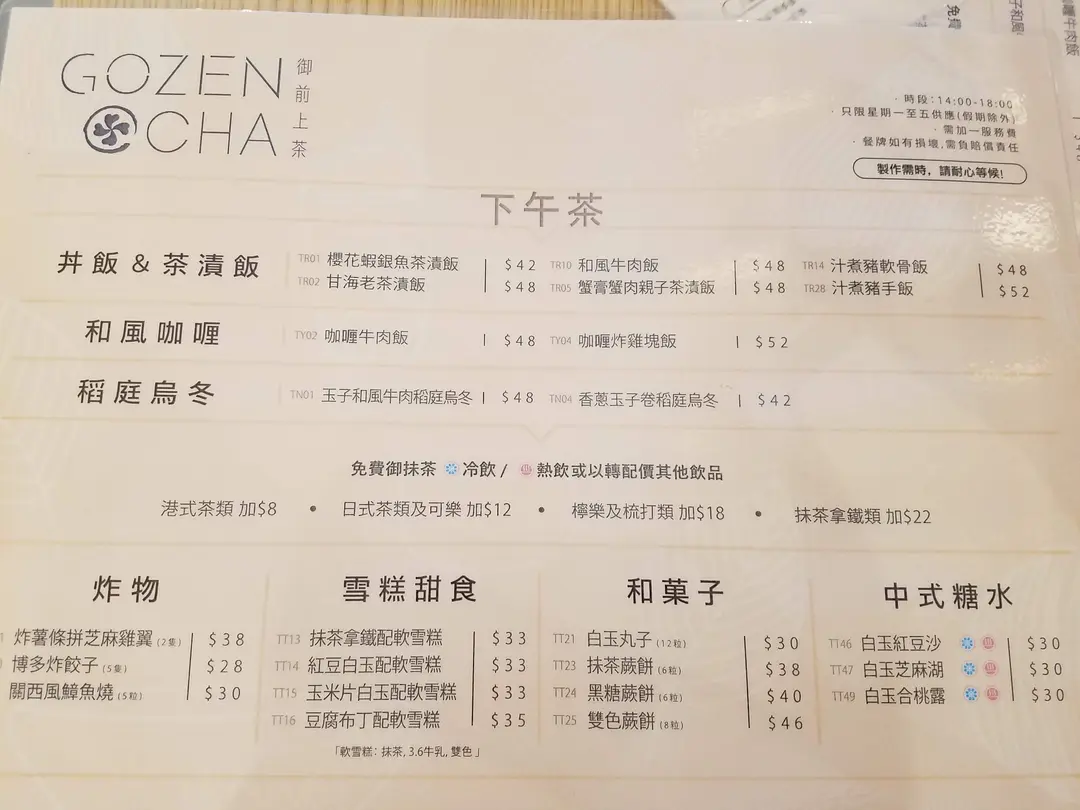 GOZEN
CHA
御前上茶
· 時段：14:00-18:00
· 只限星期一至五供應(假期除外)
· 需加一服務費
· 餐牌如有損壞,需負賠償責任
製作需時，請耐心等候!
下午茶
丼飯 & 茶漬飯
TR01 櫻花蝦銀魚茶漬飯 $42 TR10 和風牛肉飯 $48 TR14 汁煮豬軟骨飯 $48
TR02 甘海老茶漬飯 $48 TR05 蟹膏蟹肉親子茶漬飯 $48 TR28 汁煮豬手飯 $52
和風咖喱
TY02 咖喱牛肉飯 $48 TY04 咖喱炸雞塊飯 $52
稻庭烏冬
TN01 玉子和風牛肉稻庭烏冬 $48 TN04 香蔥玉子卷稻庭烏冬 $42
免費御抹茶 冷飲 / 熱飲或以轉配價其他飲品
港式茶類 加$8 • 日式茶類及可樂 加$12 • 檸樂及梳打類 加$18 • 抹茶拿鐵類 加$22
炸物
炸薯條拼芝麻雞翼 (2隻) $38
博多炸餃子 (5隻) $28
關西風鱆魚燒 (5粒) $30
雪糕甜食
TT13 抹茶拿鐵配軟雪糕 $33
TT14 紅豆白玉配軟雪糕 $33
TT15 玉米片白玉配軟雪糕 $33
TT16 豆腐布丁配軟雪糕 $35
「軟雪糕：抹茶, 3.6牛乳, 雙色」
和菓子
TT21 白玉丸子 (12粒) $30
TT23 抹茶蕨餅 (6粒) $38
TT24 黑糖蕨餅 (6粒) $40
TT25 雙色蕨餅 (8粒) $46
中式糖水
TT46 白玉紅豆沙 $30
TT47 白玉芝麻湖 $30
TT49 白玉合桃露 $30
免費